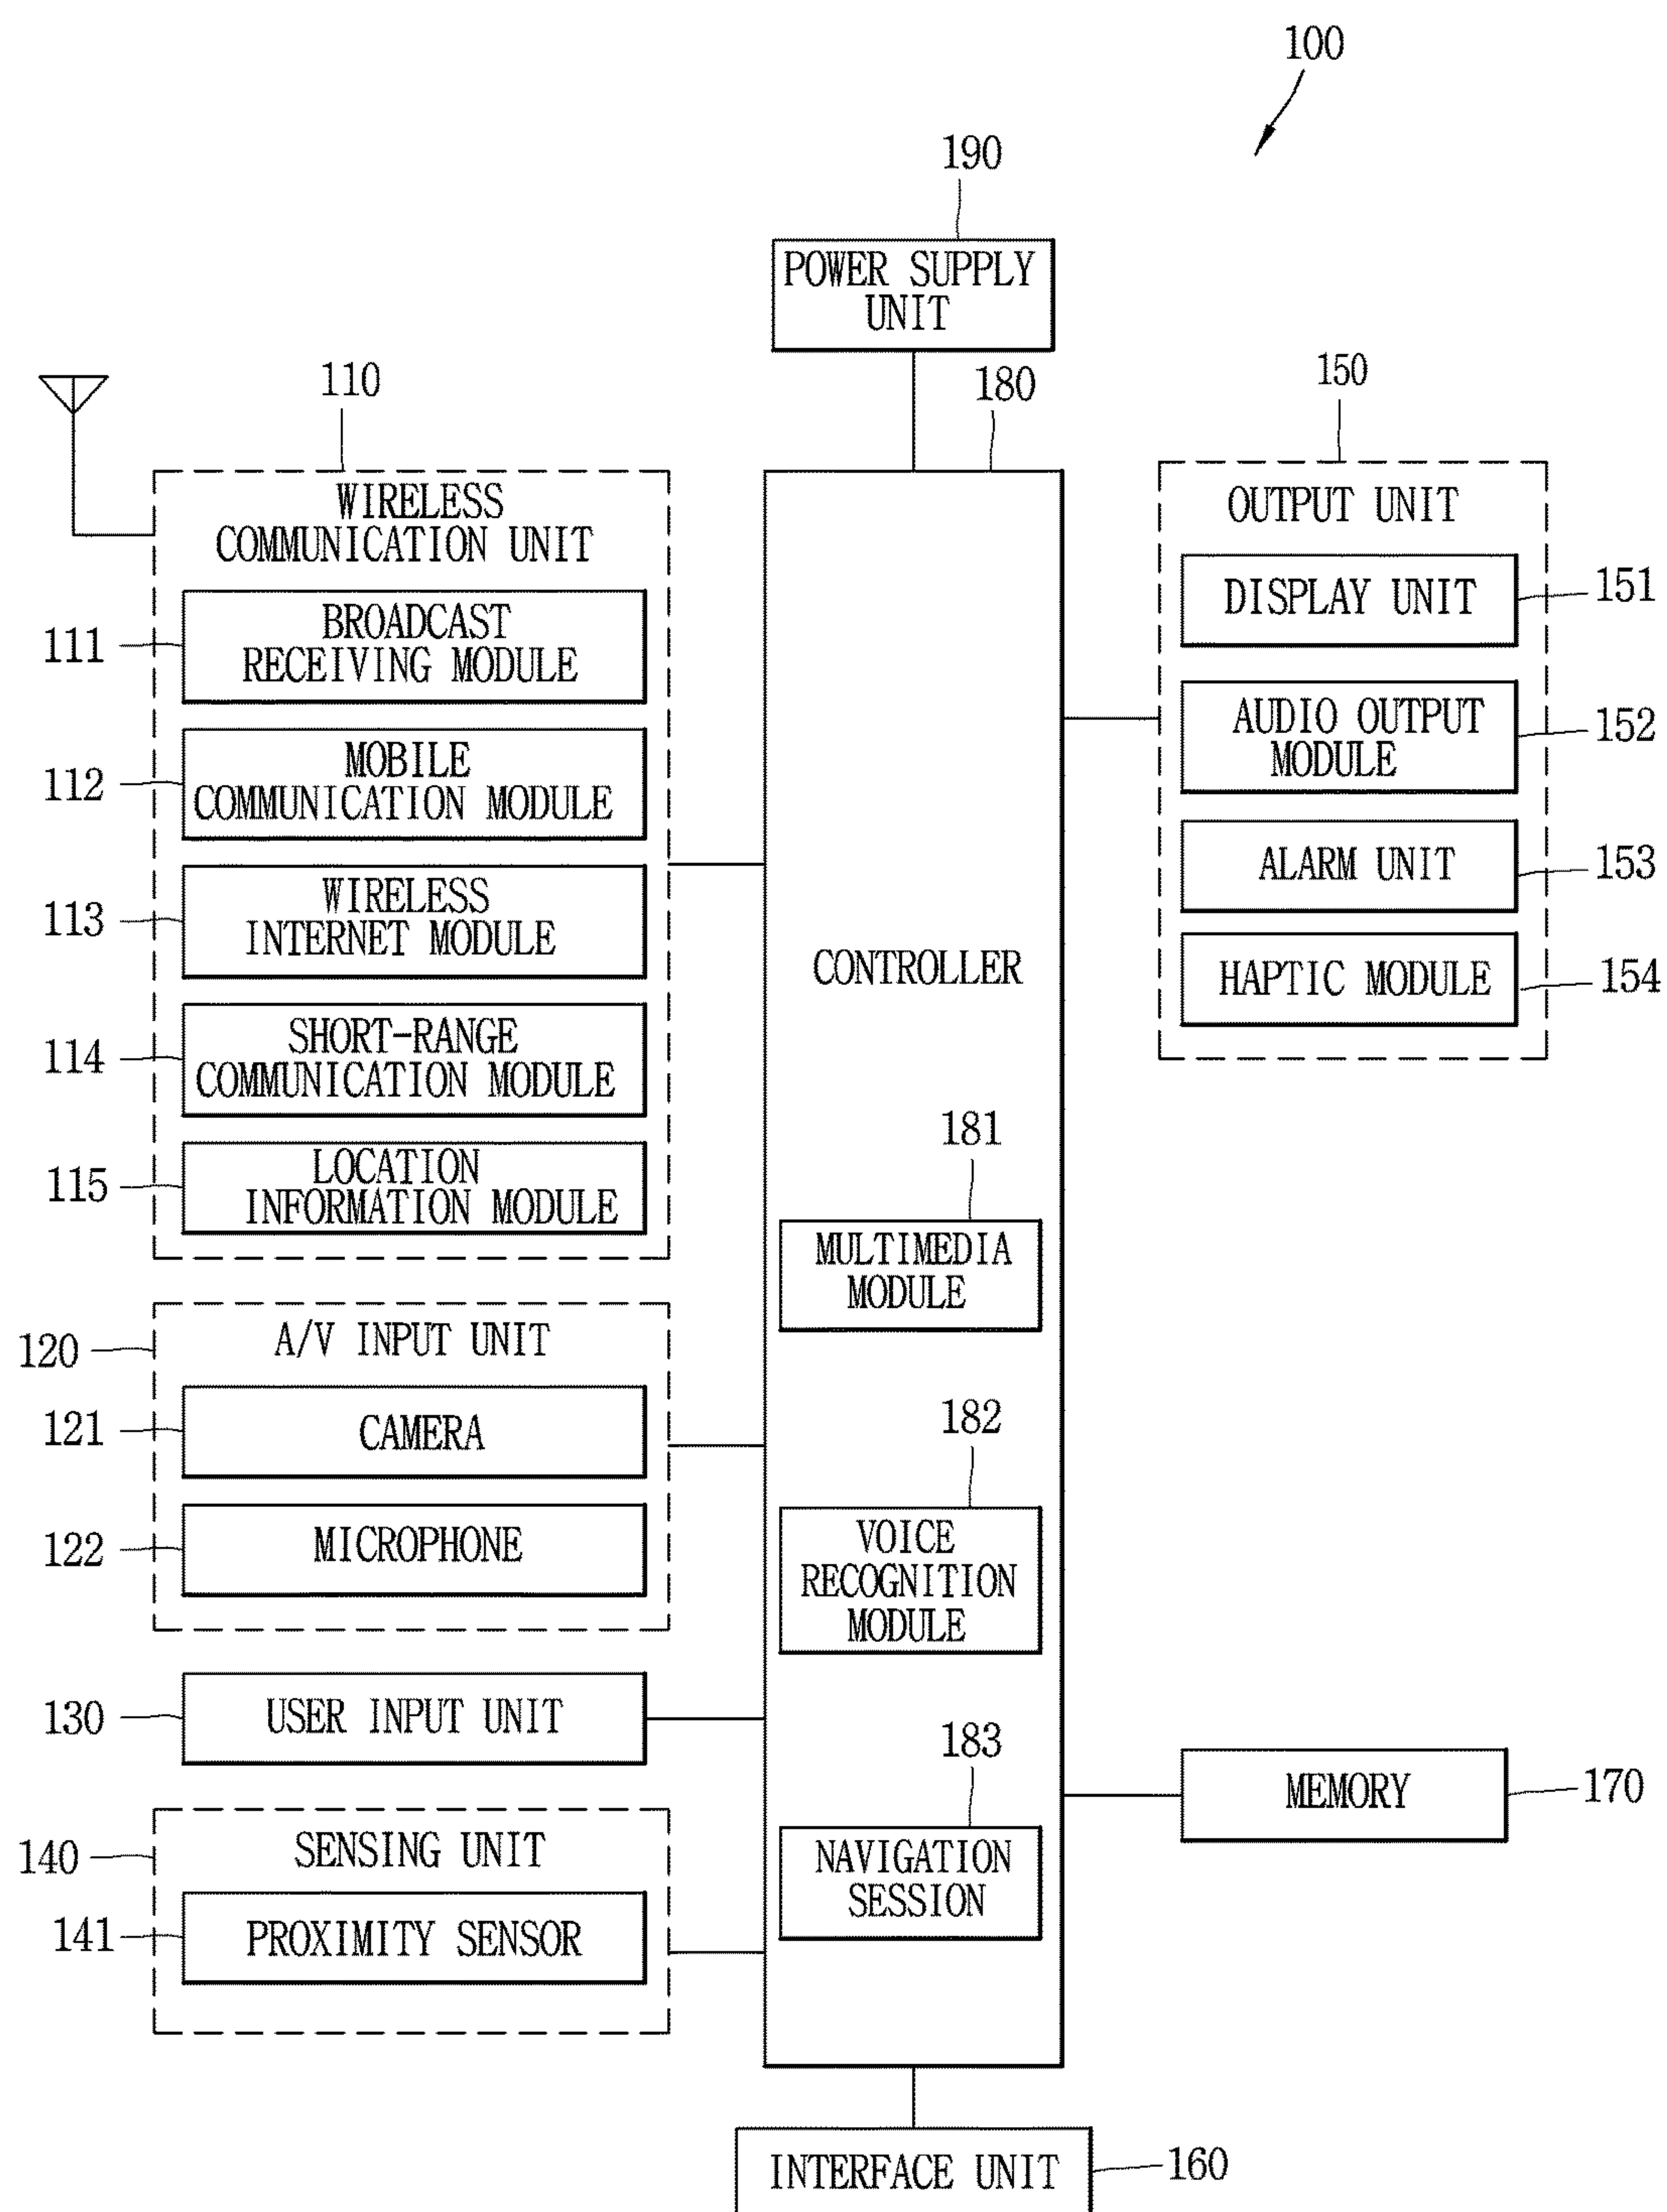 100
190
POWER SUPPLY
UNIT
110
180
150
WIRELESS
COMMUNICATION UNIT
111
BROADCAST
RECEIVING MODULE
112
MOBILE
COMMUNICATION MODULE
113
WIRELESS
INTERNET MODULE
114
SHORT-RANGE
COMMUNICATION MODULE
115
LOCATION
INFORMATION MODULE
120
A/V INPUT UNIT
121
CAMERA
122
MICROPHONE
130
USER INPUT UNIT
140
SENSING UNIT
141
PROXIMITY SENSOR
CONTROLLER
181
MULTIMEDIA
MODULE
182
VOICE
RECOGNITION
MODULE
183
NAVIGATION
SESSION
OUTPUT UNIT
DISPLAY UNIT
151
AUDIO OUTPUT
MODULE
152
ALARM UNIT
153
HAPTIC MODULE
154
MEMORY
170
INTERFACE UNIT
160